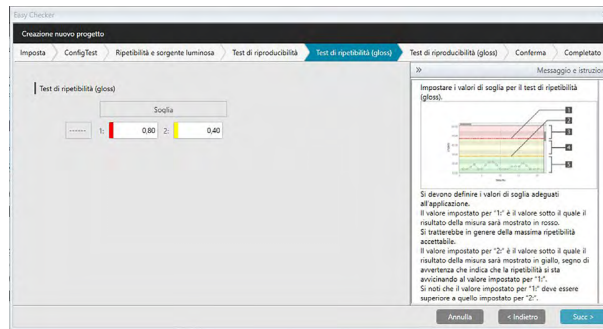 Easy Checker
Creazione nuovo progetto
Imposta
ConfigTest
Ripetibilità e sorgente luminosa
Test di riproducibilità
Test di ripetibilità (gloss)
Test di riproducibilità (gloss)
Conferma
Completato
»
Messaggio e istruzion
Test di ripetibilità (gloss)
Soglia
------
1:
0,80
2:
0,40
Impostare i valori di soglia per il test di ripetibilità
(gloss).
1
2
3
4
5
Si devono definire i valori di soglia adeguati
all'applicazione.
Il valore impostato per "1:" è il valore sotto il quale il
risultato della misura sarà mostrato in rosso.
Si tratterebbe in genere della massima ripetibilità
accettabile.
Il valore impostato per "2:" è il valore sotto il quale il
risultato della misura sarà mostrato in giallo, segno di
avvertenza che indica che la ripetibilità si sta
avvicinando al valore impostato per "1:".
Si noti che il valore impostato per "1:" deve essere
superiore a quello impostato per "2:".
Annulla
< Indietro
Succ >